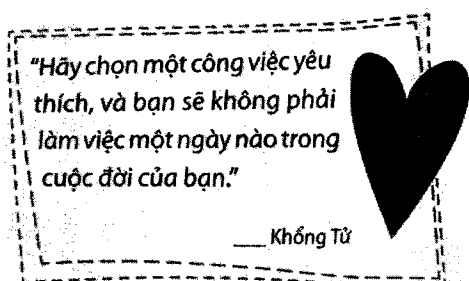 “Hãy chọn một công việc yêu
thích, và bạn sẽ không phải
làm việc một ngày nào trong
cuộc đời của bạn.”
___ Khổng Tử